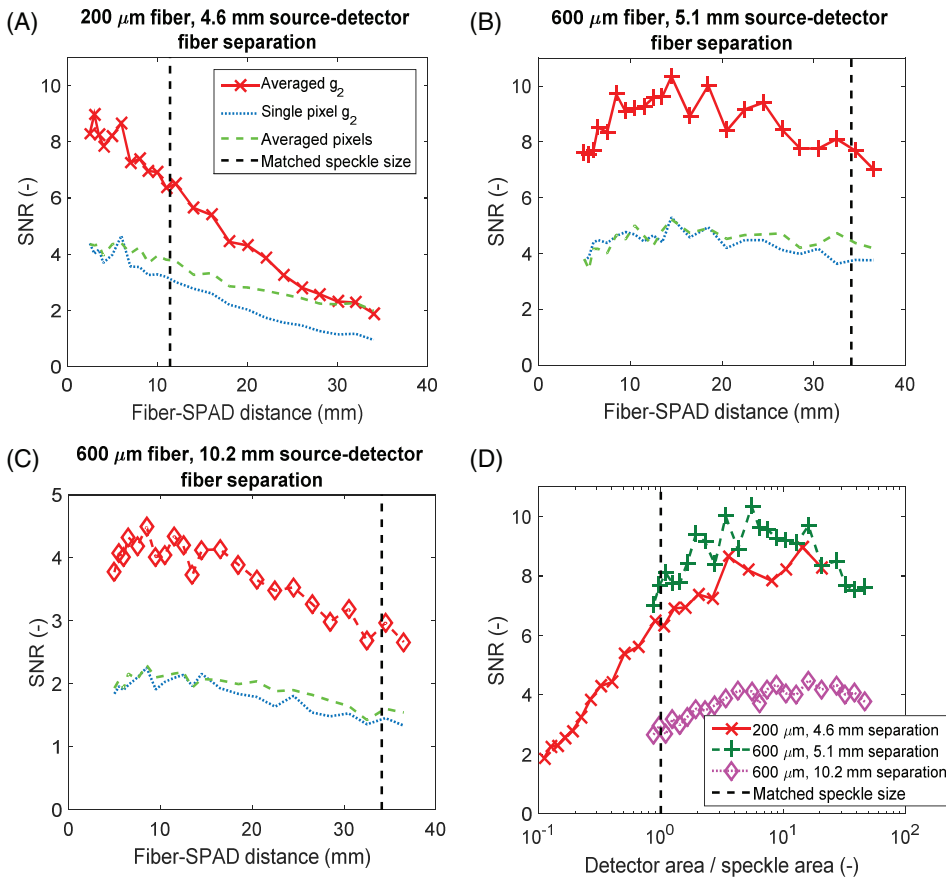 (A)
200 μm fiber, 4.6 mm source-detector
fiber separation
SNR (-)
10
8
6
4
2
0
Averaged g2
Single pixel g2
Averaged pixels
Matched speckle size
0 10 20 30 40
Fiber-SPAD distance (mm)
(B)
600 μm fiber, 5.1 mm source-detector
fiber separation
SNR (-)
10
8
6
4
2
0
0 10 20 30 40
Fiber-SPAD distance (mm)
(C)
600 μm fiber, 10.2 mm source-detector
fiber separation
SNR (-)
5
4
3
2
1
0
0 10 20 30 40
Fiber-SPAD distance (mm)
(D)
SNR (-)
10
8
6
4
2
0
200 μm, 4.6 mm separation
600 μm, 5.1 mm separation
600 μm, 10.2 mm separation
Matched speckle size
10-1 100 101 102
Detector area / speckle area (-)